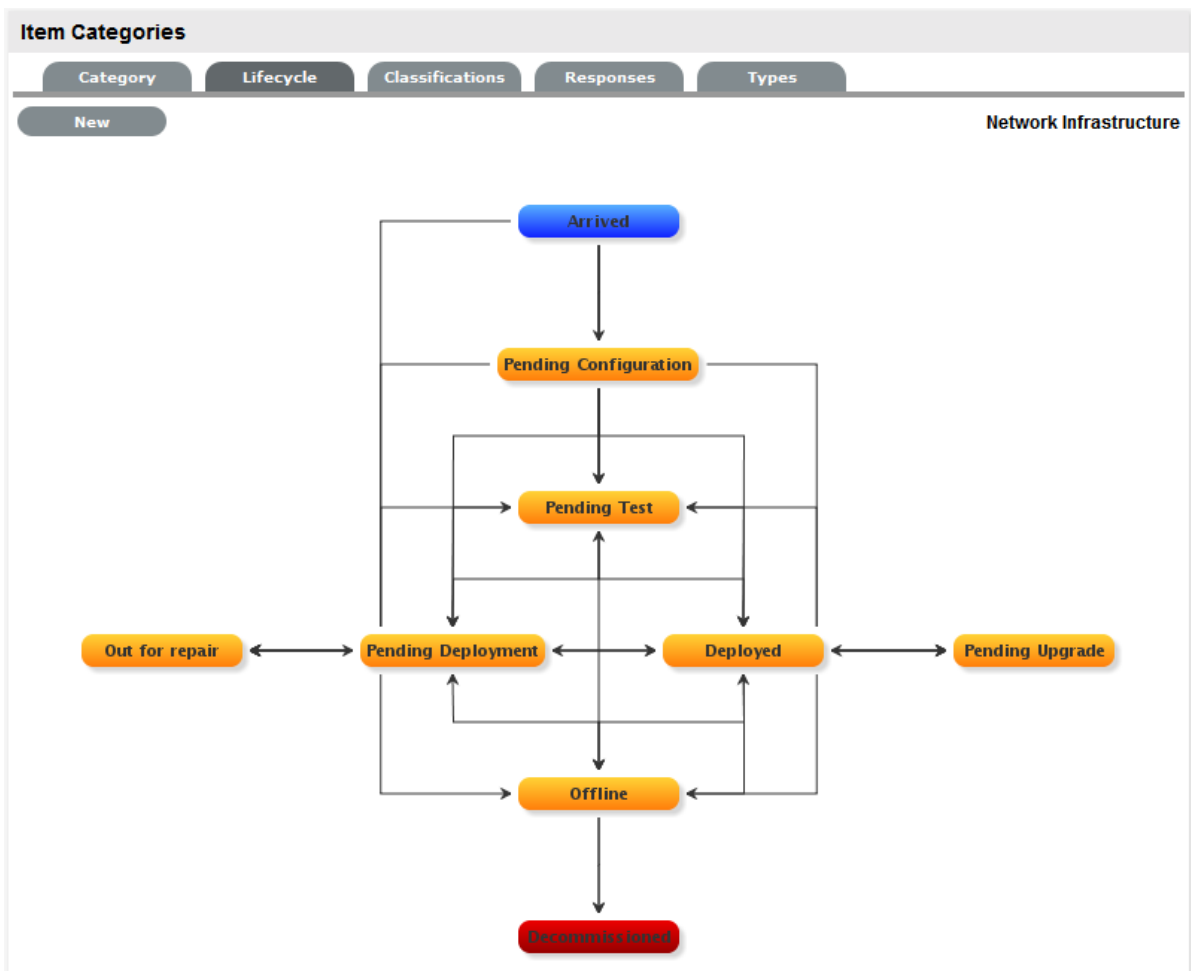 Item Categories
Category Lifecycle Classifications Responses Types
New Network Infrastructure
Arrived
Pending Configuration
Pending Test
Out for repair Pending Deployment Deployed Pending Upgrade
Offline
Decommissioned